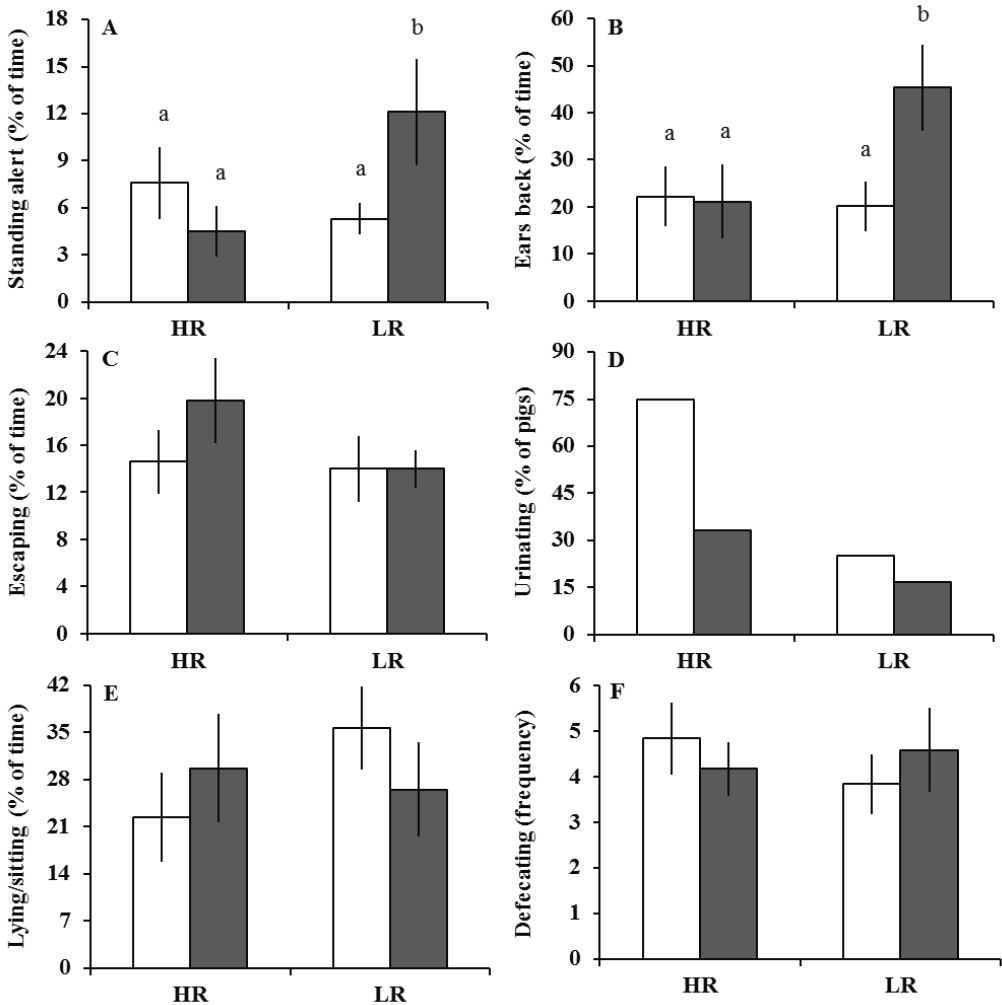 A
Standing alert (% of time)
18
15
12
9
6
3
0
a
a
a
b
HR
LR
B
Ears back (% of time)
60
50
40
30
20
10
0
a
a
a
b
HR
LR
C
Escaping (% of time)
24
20
16
12
8
4
0
HR
LR
D
Urinating (% of pigs)
90
75
60
45
30
15
0
HR
LR
E
Lying/sitting (% of time)
42
35
28
21
14
7
0
HR
LR
F
Defecating (frequency)
6
5
4
3
2
1
0
HR
LR